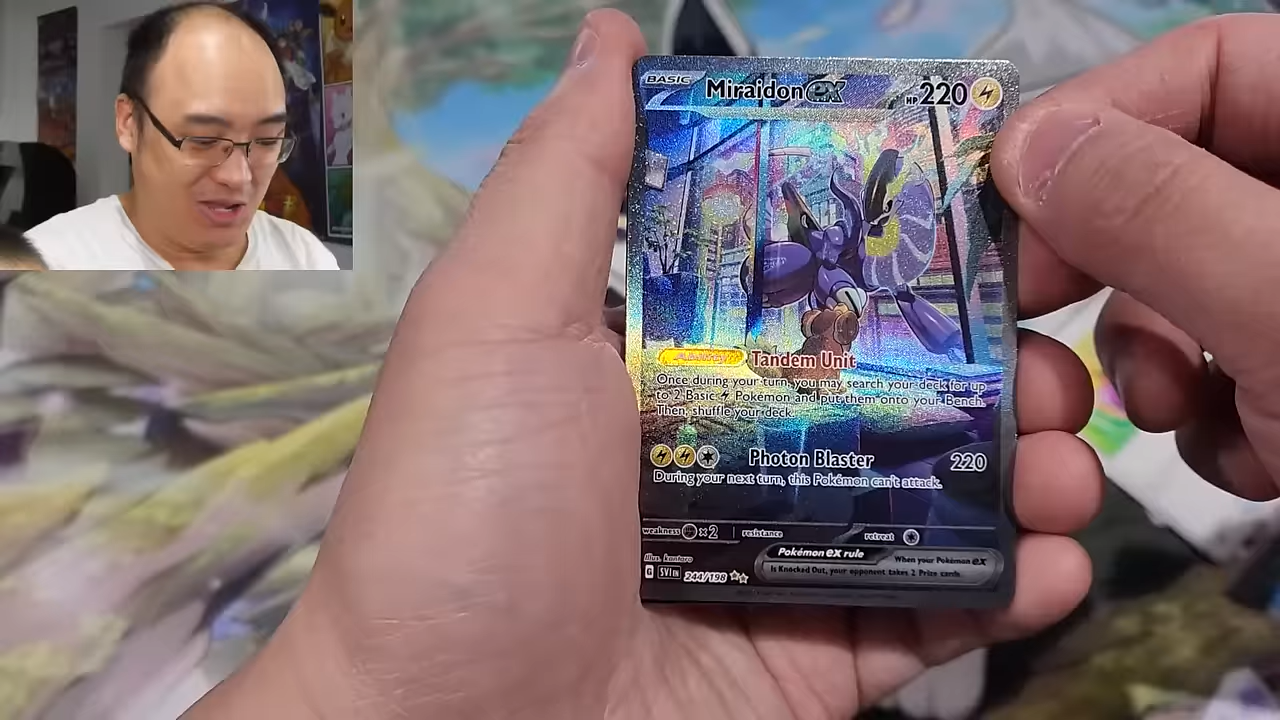 BASIC Miraidon ex HP 220
Tandem Unit
Once during your turn, you may search your deck for up
to 2 Basic Pokémon and put them onto your Bench.
Then, shuffle your deck.
Photon Blaster 220
During your next turn, this Pokémon can't attack.
weakness ×2 resistance retreat
Pokémon ex rule When your Pokémon ex
is Knocked Out, your opponent takes 2 Prize cards.
Illus. kantaro
G SVI EN 244/198